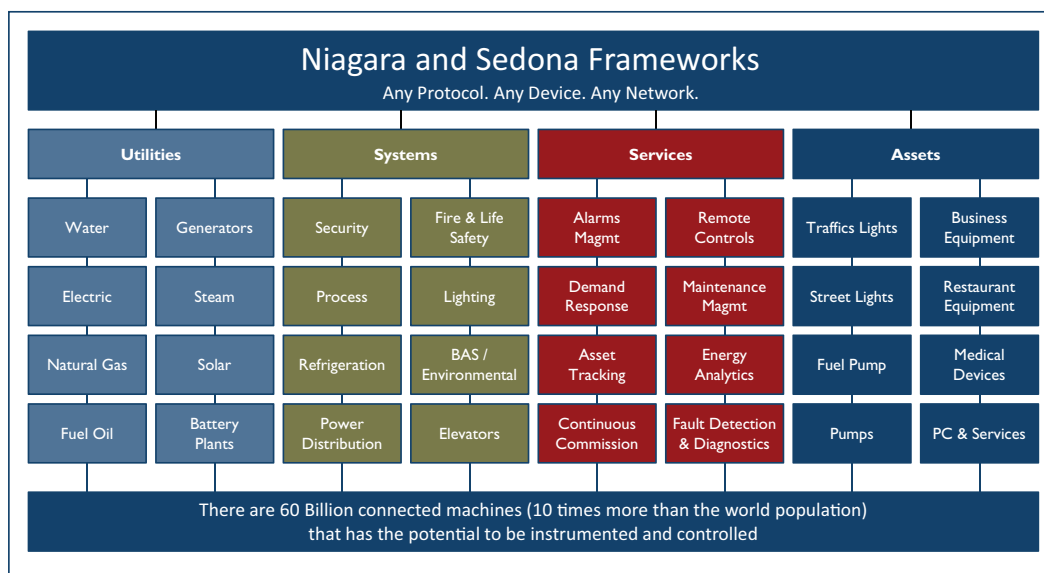 Niagara and Sedona Frameworks
Any Protocol. Any Device. Any Network.
Utilities
Systems
Services
Assets
Water
Generators
Security
Fire & Life
Safety
Alarms
Magmt
Remote
Controls
Traffics Lights
Business
Equipment
Electric
Steam
Process
Lighting
Demand
Response
Maintenance
Magmt
Street Lights
Restaurant
Equipment
Natural Gas
Solar
Refrigeration
BAS /
Environmental
Asset
Tracking
Energy
Analytics
Fuel Pump
Medical
Devices
Fuel Oil
Battery
Plants
Power
Distribution
Elevators
Continuous
Commission
Fault Detection
& Diagnostics
Pumps
PC & Services
There are 60 Billion connected machines (10 times more than the world population)
that has the potential to be instrumented and controlled